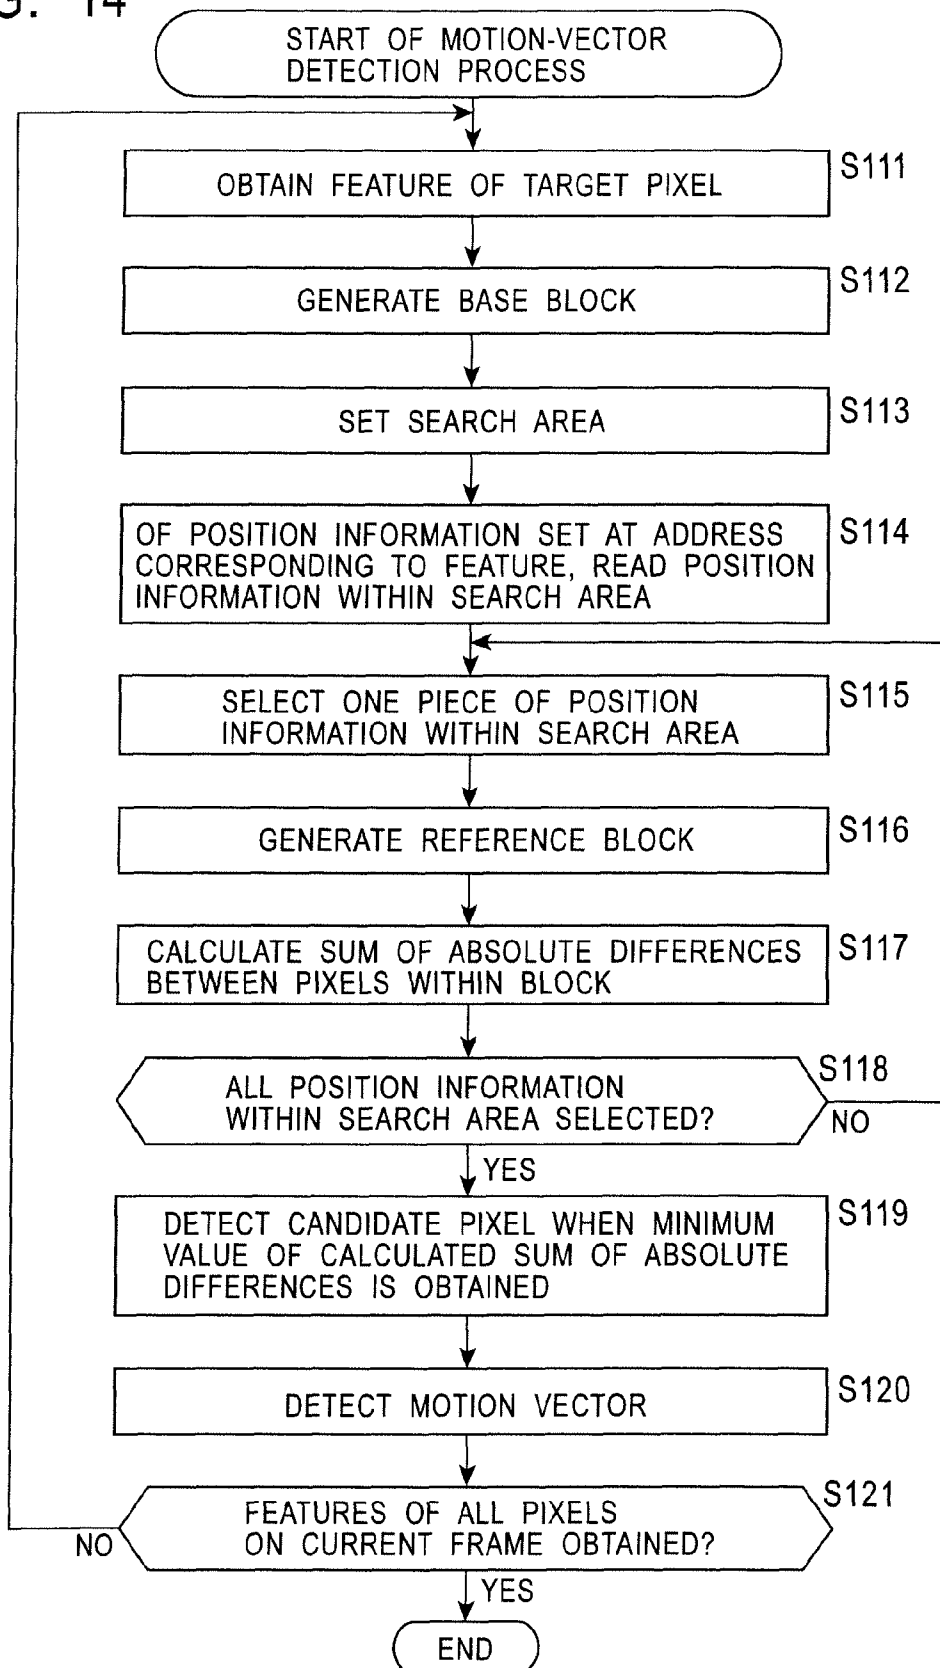 G. 14
START OF MOTION-VECTOR
DETECTION PROCESS
S111
OBTAIN FEATURE OF TARGET PIXEL
S112
GENERATE BASE BLOCK
S113
SET SEARCH AREA
S114
OF POSITION INFORMATION SET AT ADDRESS
CORRESPONDING TO FEATURE, READ POSITION
INFORMATION WITHIN SEARCH AREA
S115
SELECT ONE PIECE OF POSITION
INFORMATION WITHIN SEARCH AREA
S116
GENERATE REFERENCE BLOCK
S117
CALCULATE SUM OF ABSOLUTE DIFFERENCES
BETWEEN PIXELS WITHIN BLOCK
S118
ALL POSITION INFORMATION
WITHIN SEARCH AREA SELECTED?
NO
YES
S119
DETECT CANDIDATE PIXEL WHEN MINIMUM
VALUE OF CALCULATED SUM OF ABSOLUTE
DIFFERENCES IS OBTAINED
S120
DETECT MOTION VECTOR
S121
FEATURES OF ALL PIXELS
ON CURRENT FRAME OBTAINED?
NO
YES
END